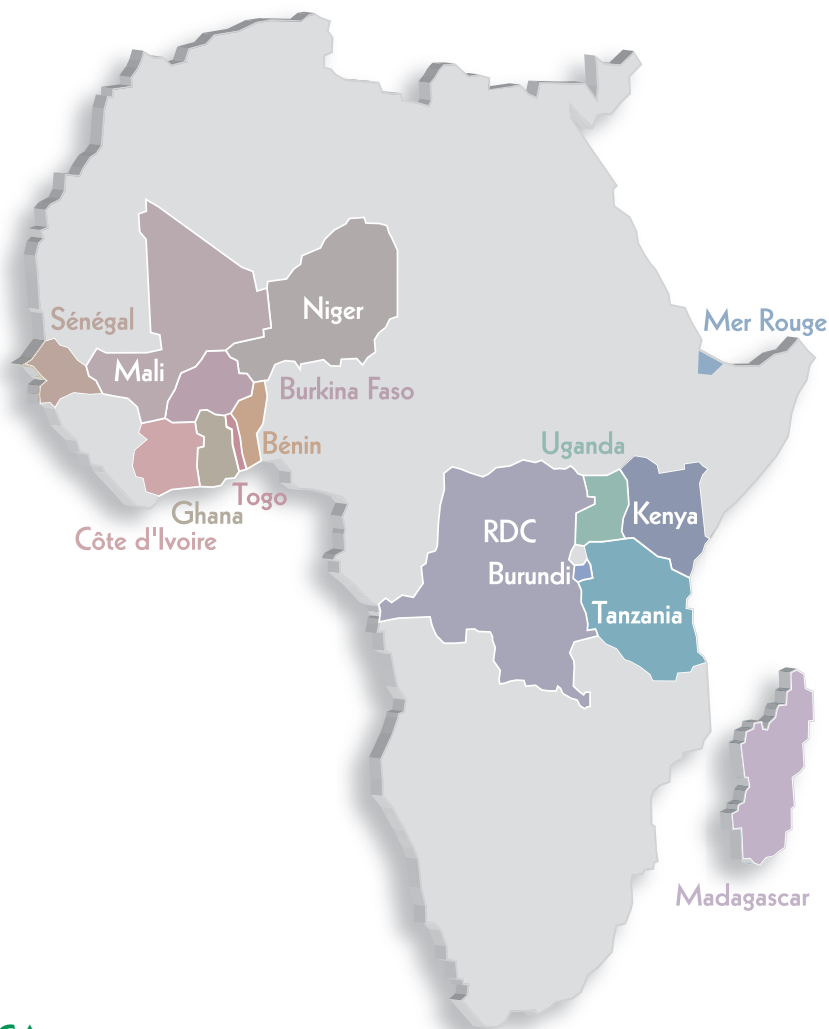 Sénégal
Mali
Niger
Mer Rouge
Burkina Faso
Bénin
Togo
Ghana
Côte d'Ivoire
Uganda
Kenya
RDC
Burundi
Tanzania
Madagascar